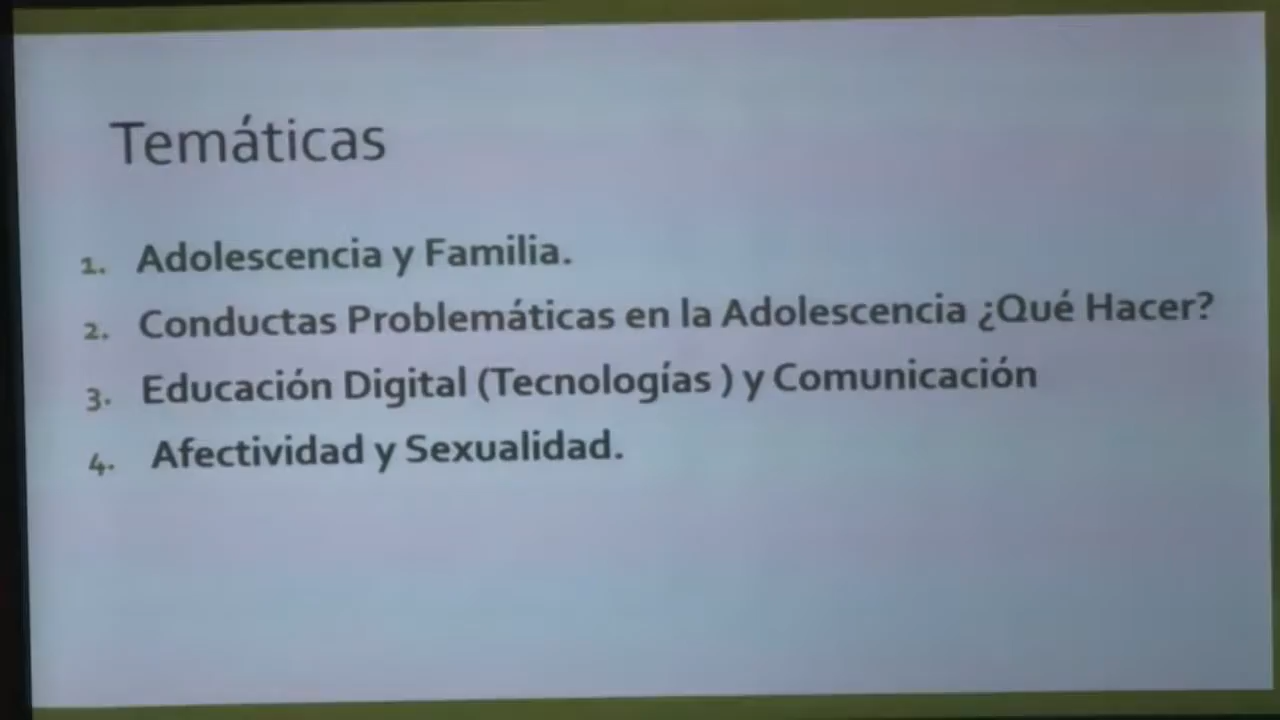 Temáticas
1. Adolescencia y Familia.
2. Conductas Problemáticas en la Adolescencia ¿Qué Hacer?
3. Educación Digital (Tecnologías ) y Comunicación
4. Afectividad y Sexualidad.